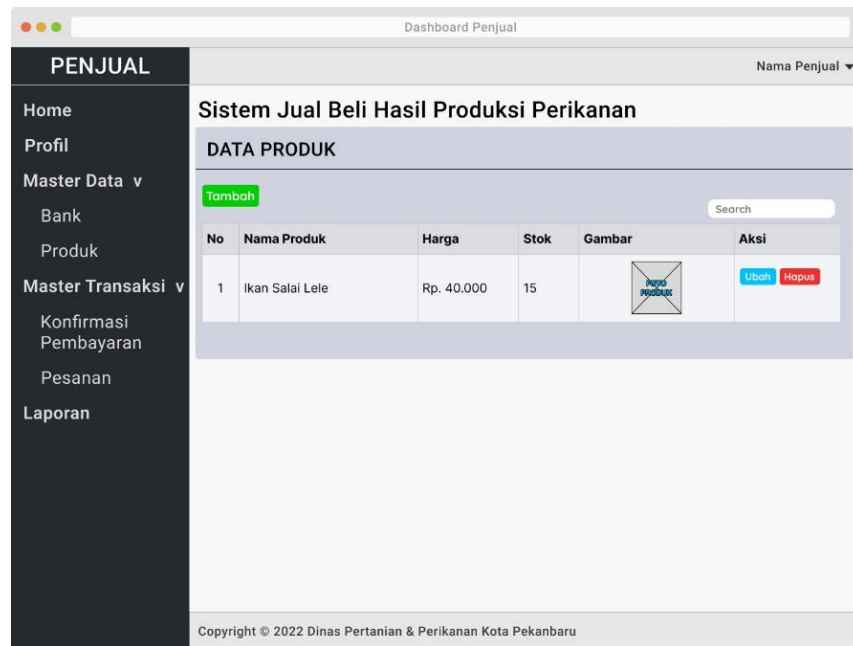 Dashboard Penjual
PENJUAL
Nama Penjual
Home
Profil
Master Data v
Bank
Produk
Master Transaksi v
Konfirmasi
Pembayaran
Pesanan
Laporan
Sistem Jual Beli Hasil Produksi Perikanan
DATA PRODUK
Tambah
Search
No Nama Produk Harga Stok Gambar Aksi
1 Ikan Salai Lele Rp. 40.000 15 FOTO PRODUK Ubah Hapus
Copyright © 2022 Dinas Pertanian & Perikanan Kota Pekanbaru